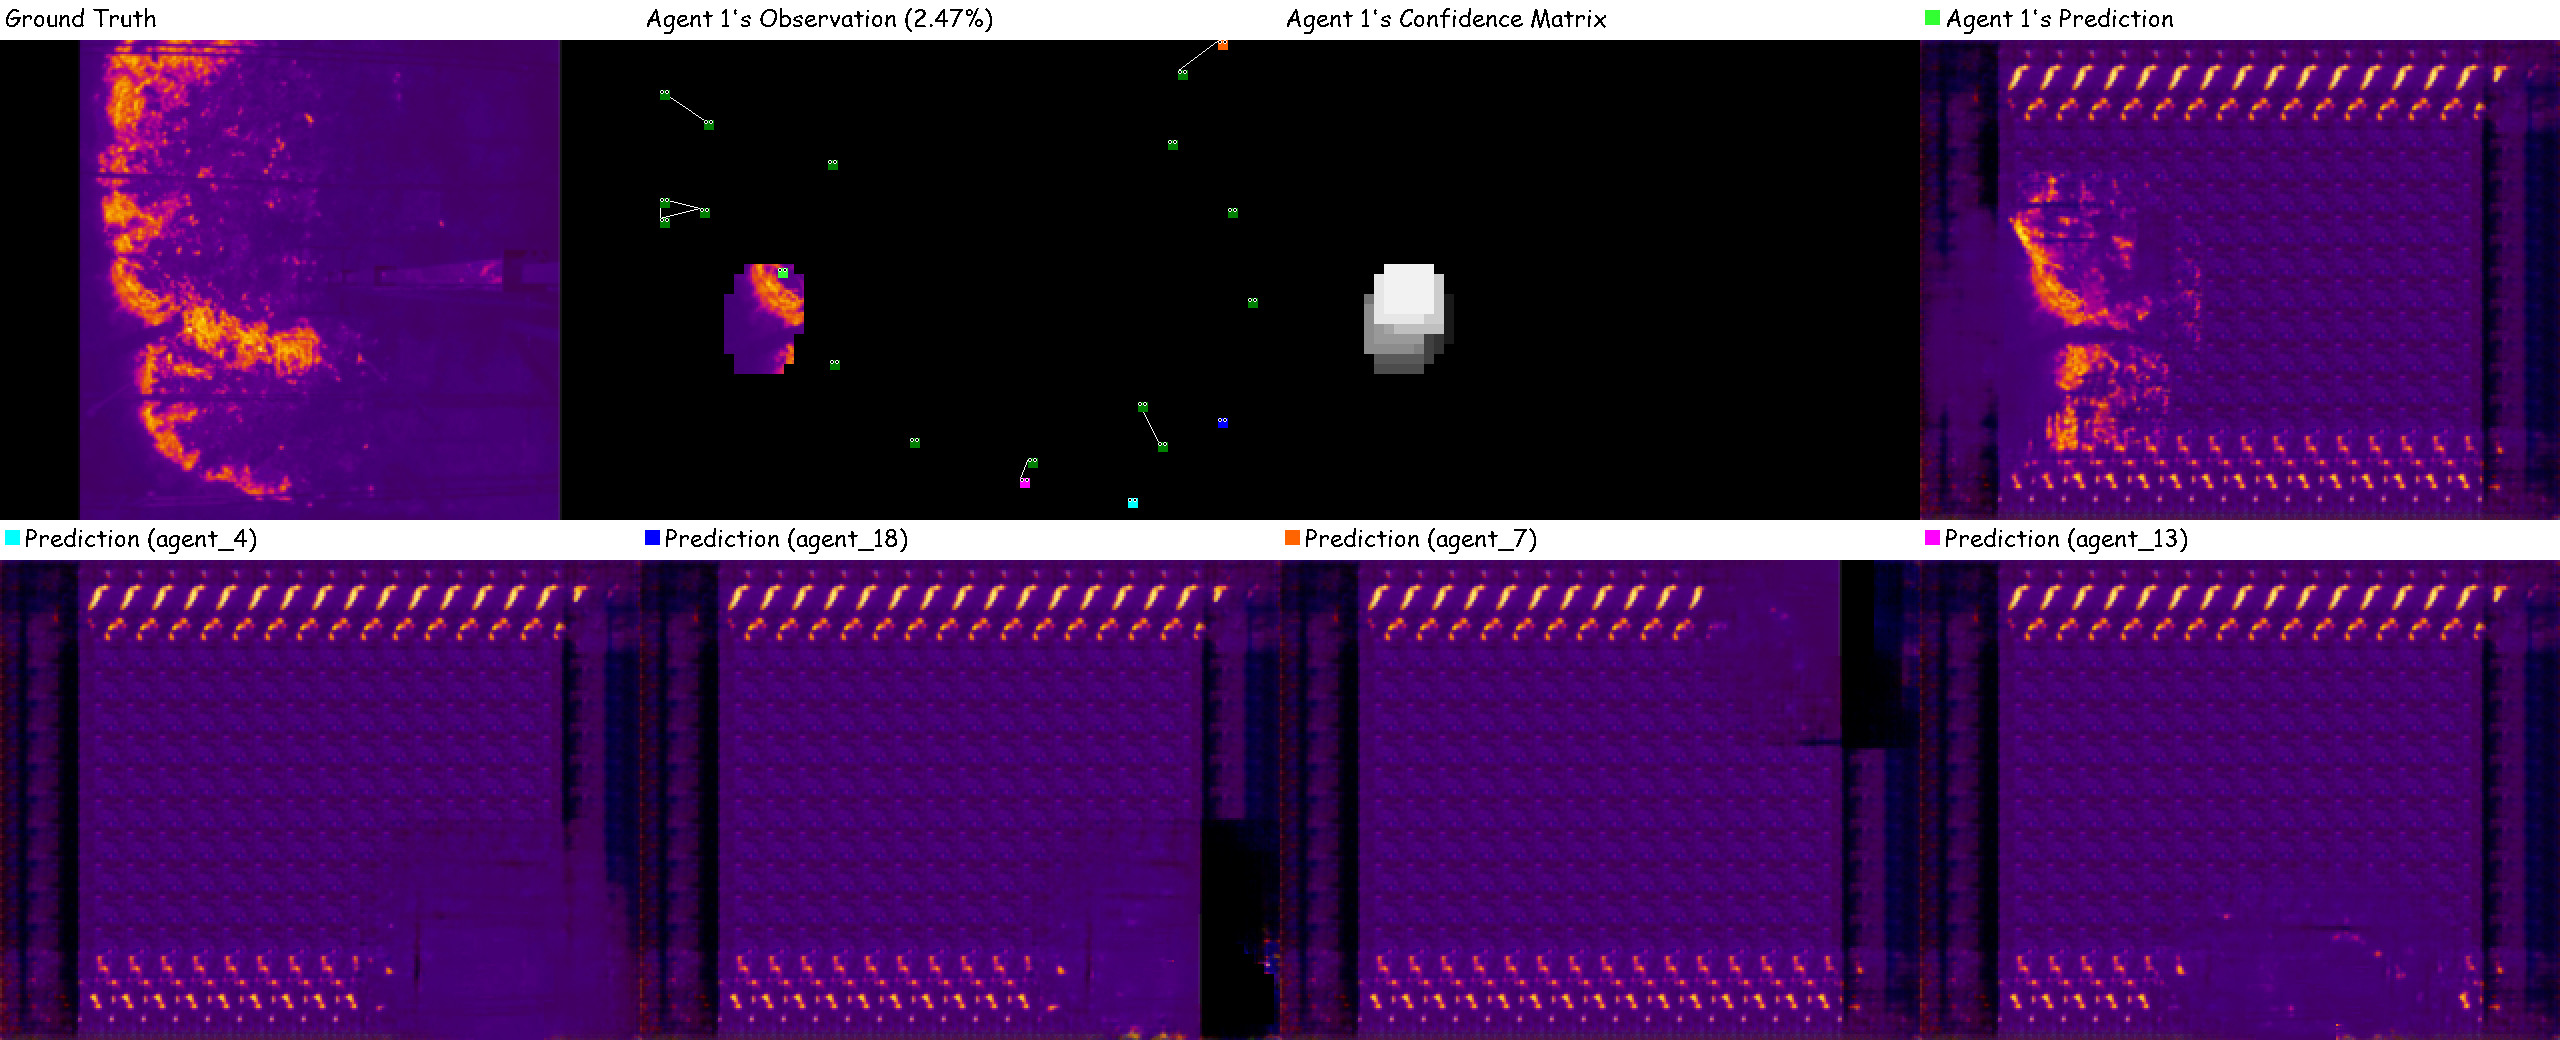 Ground Truth
Agent 1's Observation (2.47%)
Agent 1's Confidence Matrix
Agent 1's Prediction
Prediction (agent_4)
Prediction (agent_18)
Prediction (agent_7)
Prediction (agent_13)